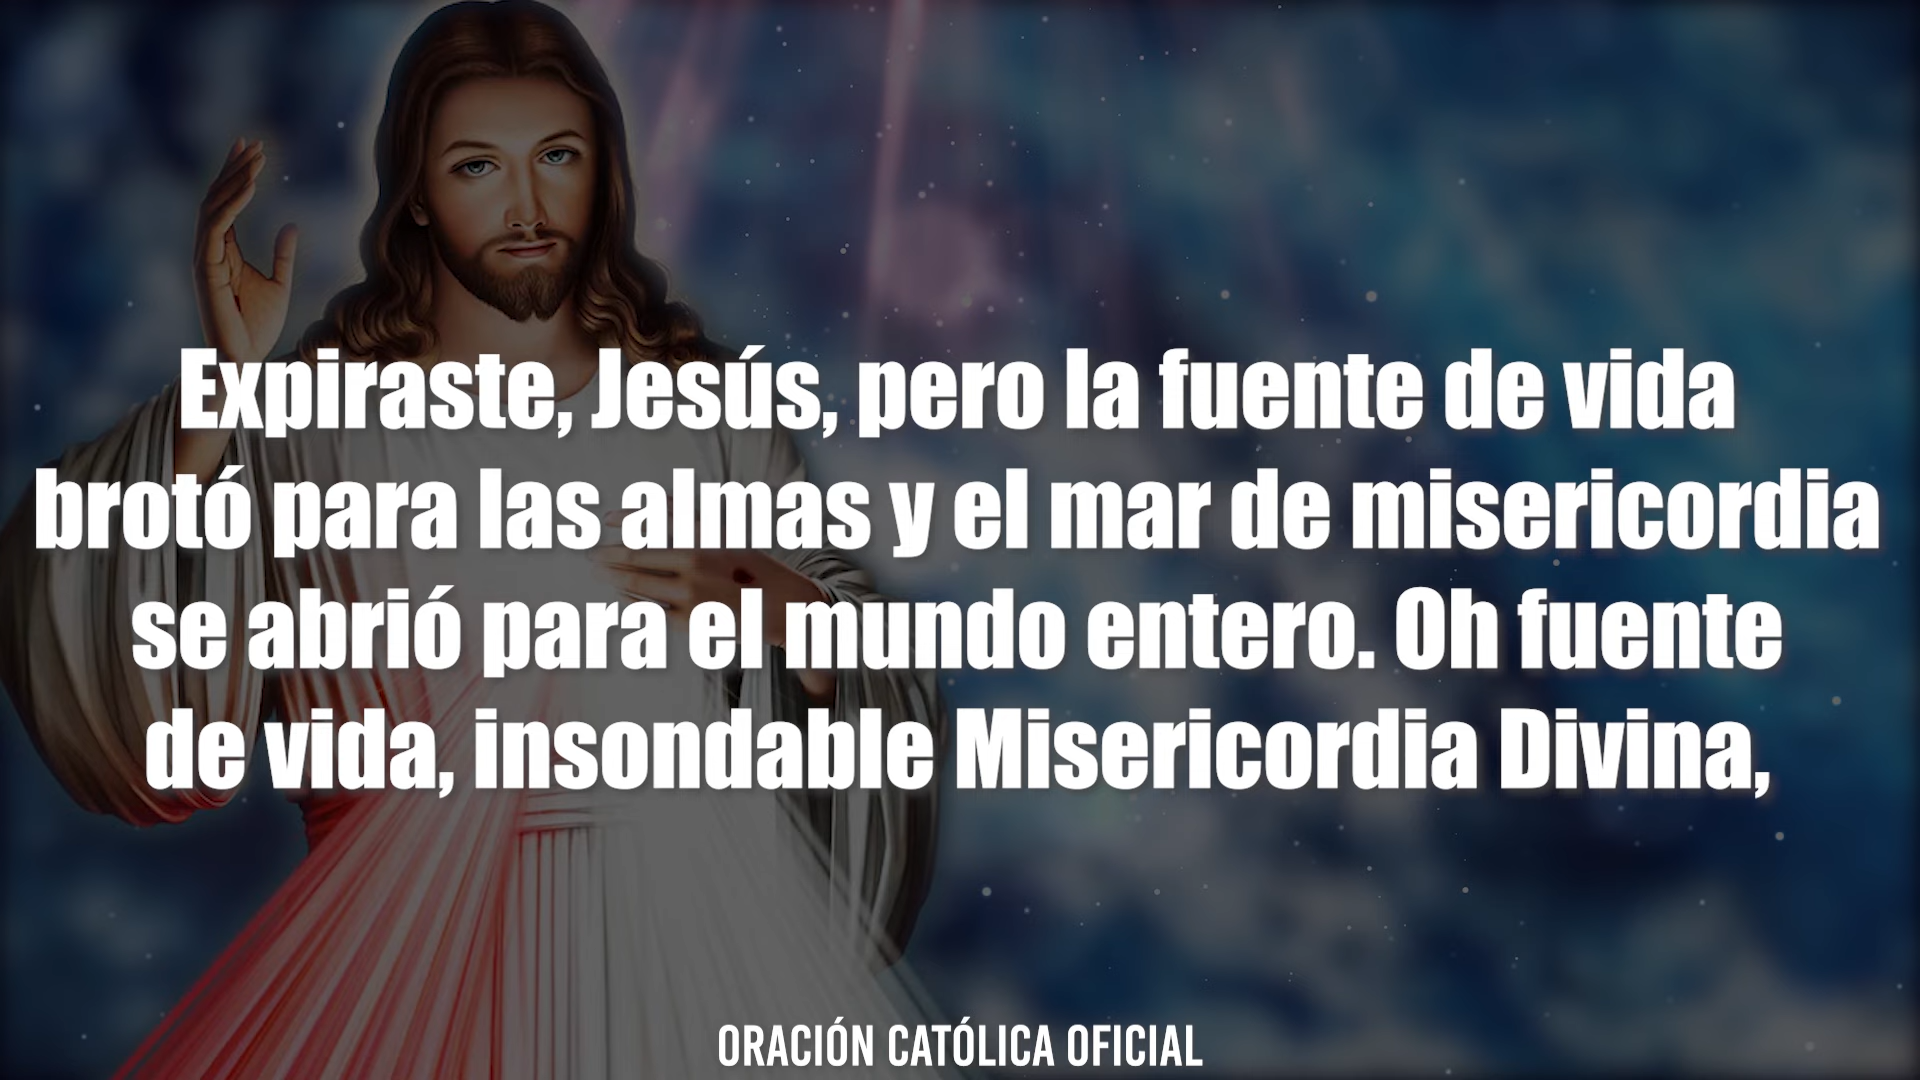 Expiraste, Jesús, pero la fuente de vida
brotó para las almas y el mar de misericordia
se abrió para el mundo entero. Oh fuente
de vida, insondable Misericordia Divina,
ORACIÓN CATÓLICA OFICIAL